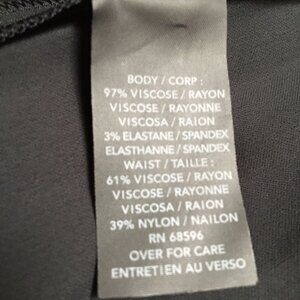 BODY / CORP :
97% VISCOSE / RAYON
VISCOSE / RAYONNE
VISCOSA / RAION
3% ELASTANE / SPANDEX
ELASTHANNE / SPANDEX
WAIST / TAILLE :
61% VISCOSE / RAYON
VISCOSE / RAYONNE
VISCOSA / RAION
39% NYLON / NAILON
RN 68596
OVER FOR CARE
ENTRETIEN AU VERSO